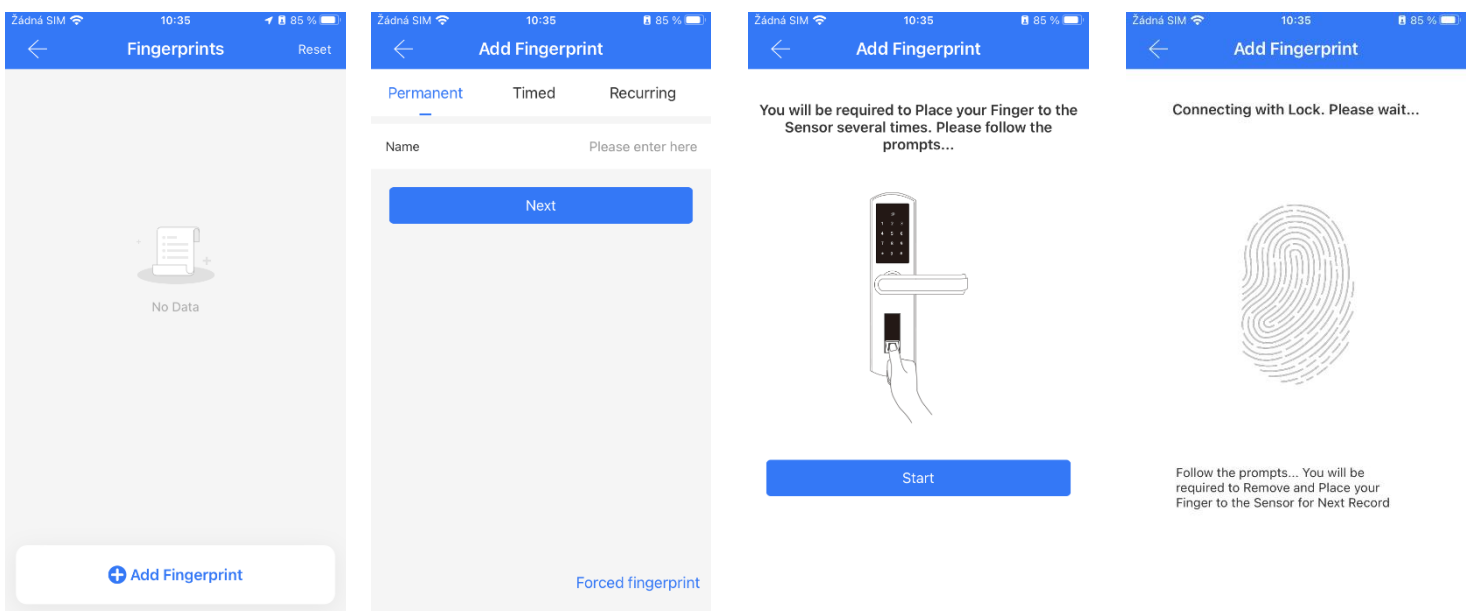 Žádná SIM 10:35 85 %
Fingerprints Reset
No Data
Add Fingerprint
Žádná SIM 10:35 85 %
Add Fingerprint
Permanent Timed Recurring
Name Please enter here
Next
Forced fingerprint
Žádná SIM 10:35 85 %
Add Fingerprint
You will be required to Place your Finger to the
Sensor several times. Please follow the
prompts...
Start
Žádná SIM 10:35 85 %
Add Fingerprint
Connecting with Lock. Please wait...
Follow the prompts... You will be
required to Remove and Place your
Finger to the Sensor for Next Record